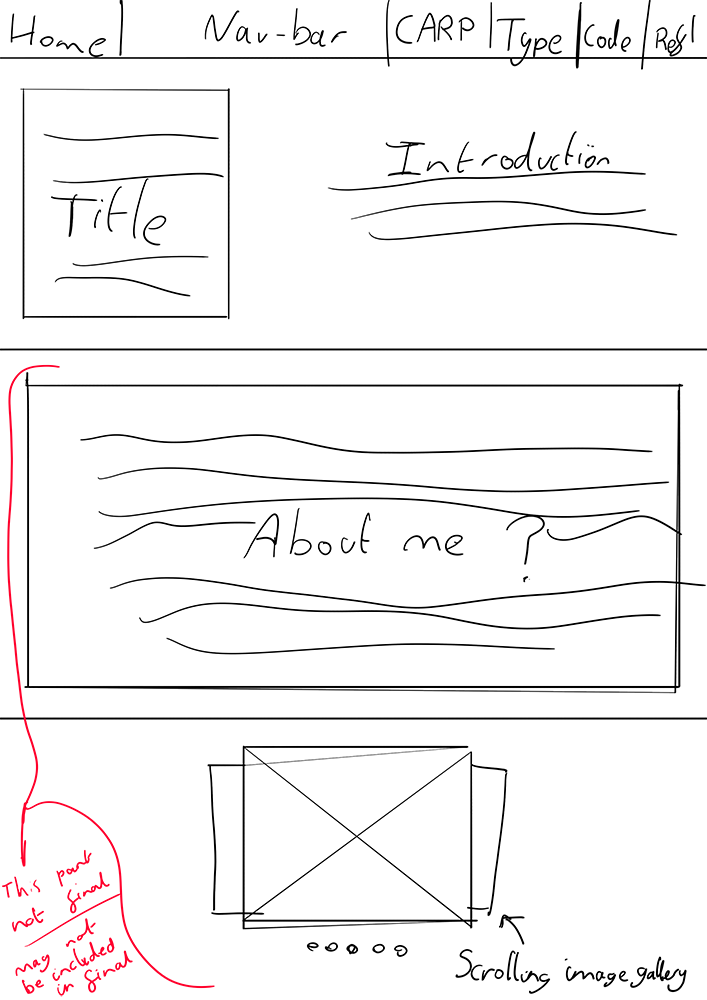 Home
Nav-bar
CARP
Type
Code
Refl
Title
Introduction
About me ?
This part
not final
may not
be included
in final
Scrolling image gallery